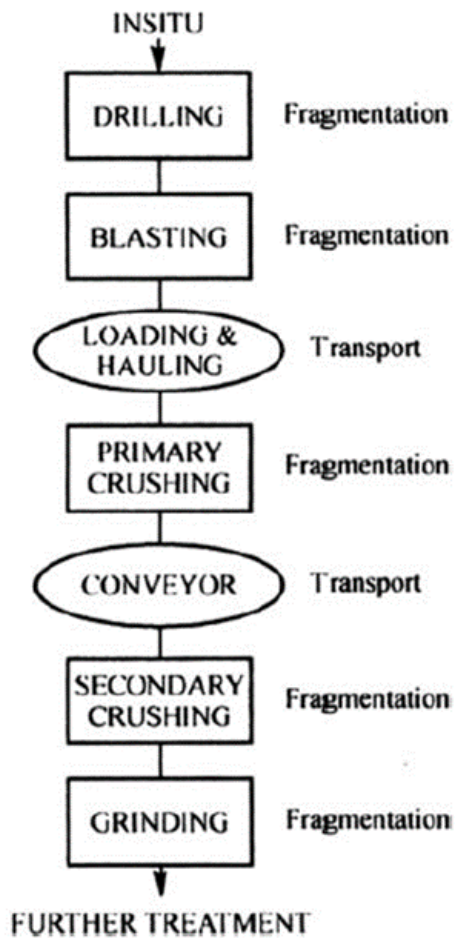 INSITU
DRILLING Fragmentation
BLASTING Fragmentation
LOADING &
HAULING
Transport
PRIMARY
CRUSHING
Fragmentation
CONVEYOR Transport
SECONDARY
CRUSHING
Fragmentation
GRINDING Fragmentation
FURTHER TREATMENT